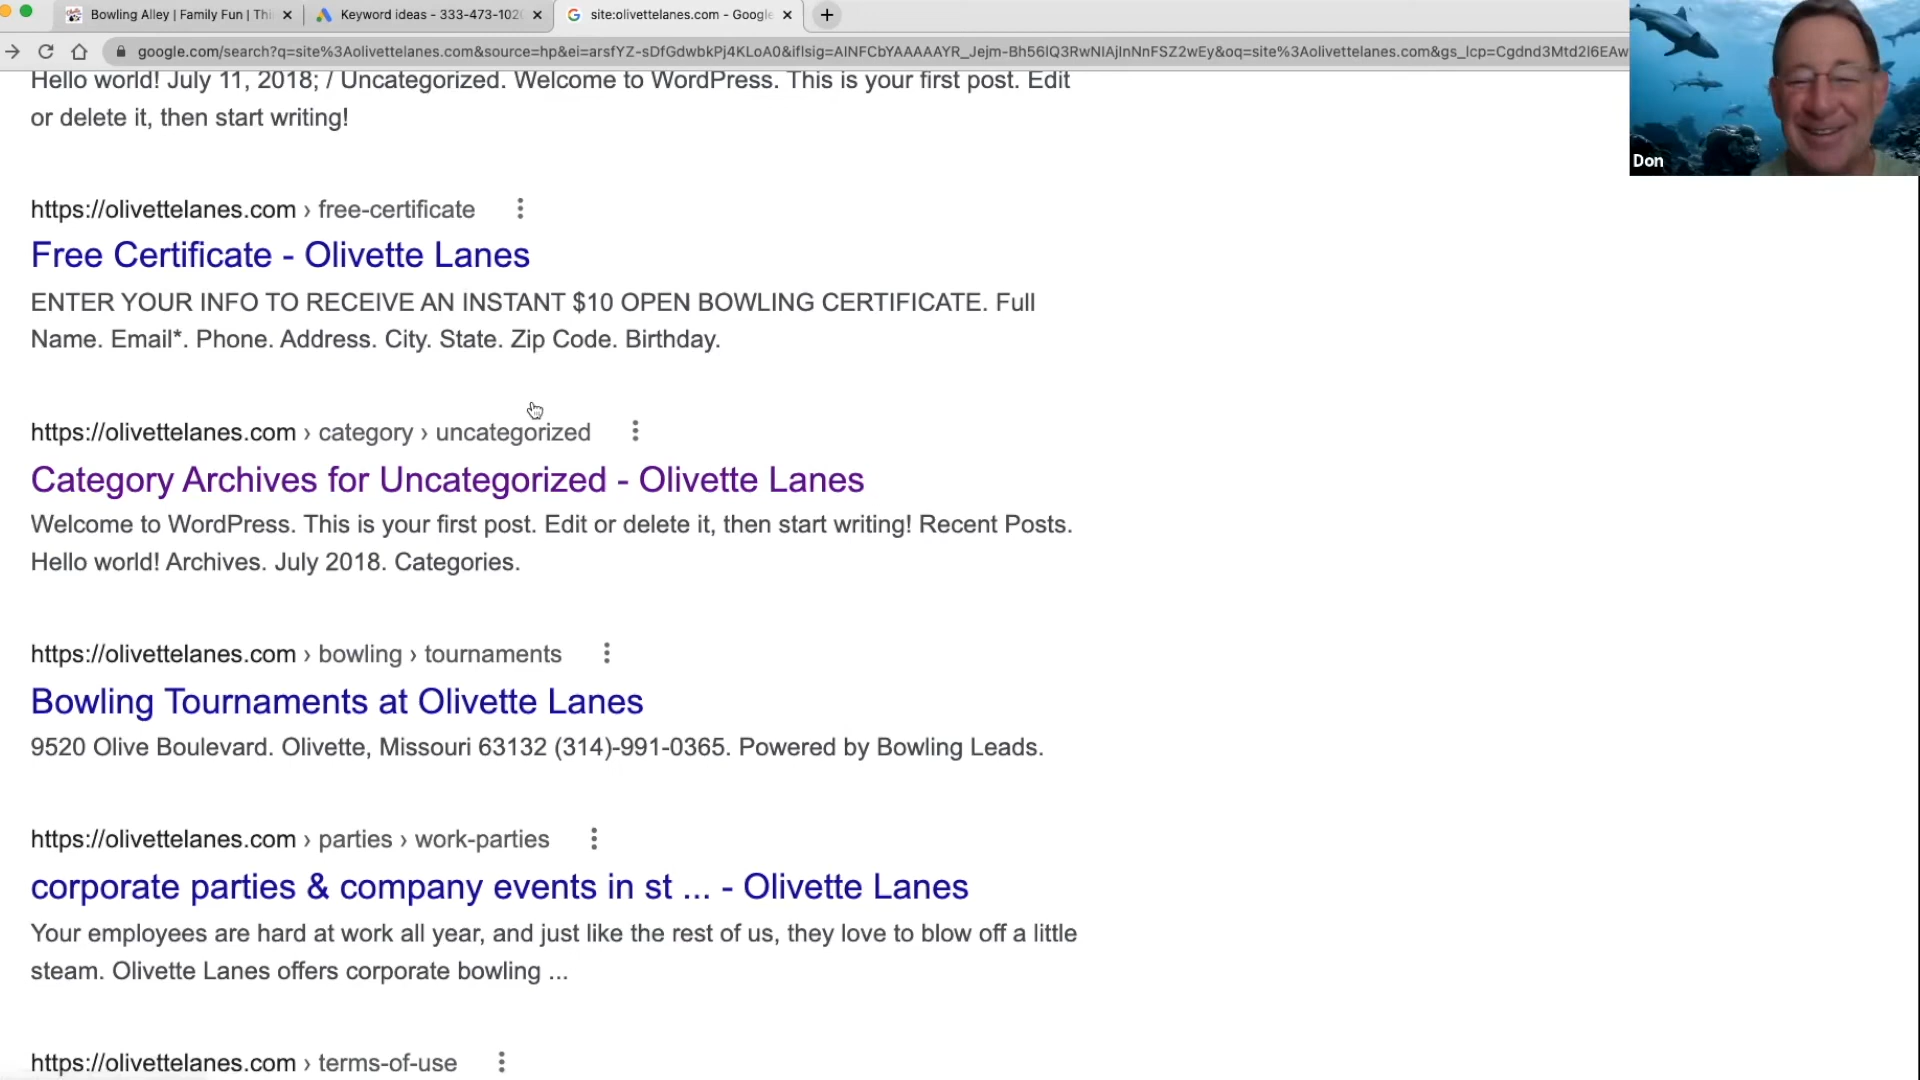 Bowling Alley | Family Fun | Thi
Keyword ideas - 333-473-102
site:olivettelanes.com - Google
google.com/search?q=site%3Aolivettelanes.com&source=hp&ei=arsfYZ-sDfGdwbkPj4KLoA0&iflsig=AINFCbYAAAAAYR_Jejm-Bh56IQ3RwNIAjInNnFSZ2wEy&oq=site%3Aolivettelanes.com&gs_lcp=Cgdnd3Mtd2l6EAw
Don
Hello world! July 11, 2018; / Uncategorized. Welcome to WordPress. This is your first post. Edit
or delete it, then start writing!
https://olivettelanes.com › free-certificate
Free Certificate - Olivette Lanes
ENTER YOUR INFO TO RECEIVE AN INSTANT $10 OPEN BOWLING CERTIFICATE. Full
Name. Email*. Phone. Address. City. State. Zip Code. Birthday.
https://olivettelanes.com › category › uncategorized
Category Archives for Uncategorized - Olivette Lanes
Welcome to WordPress. This is your first post. Edit or delete it, then start writing! Recent Posts.
Hello world! Archives. July 2018. Categories.
https://olivettelanes.com › bowling › tournaments
Bowling Tournaments at Olivette Lanes
9520 Olive Boulevard. Olivette, Missouri 63132 (314)-991-0365. Powered by Bowling Leads.
https://olivettelanes.com › parties › work-parties
corporate parties & company events in st ... - Olivette Lanes
Your employees are hard at work all year, and just like the rest of us, they love to blow off a little
steam. Olivette Lanes offers corporate bowling ...
https://olivettelanes.com › terms-of-use